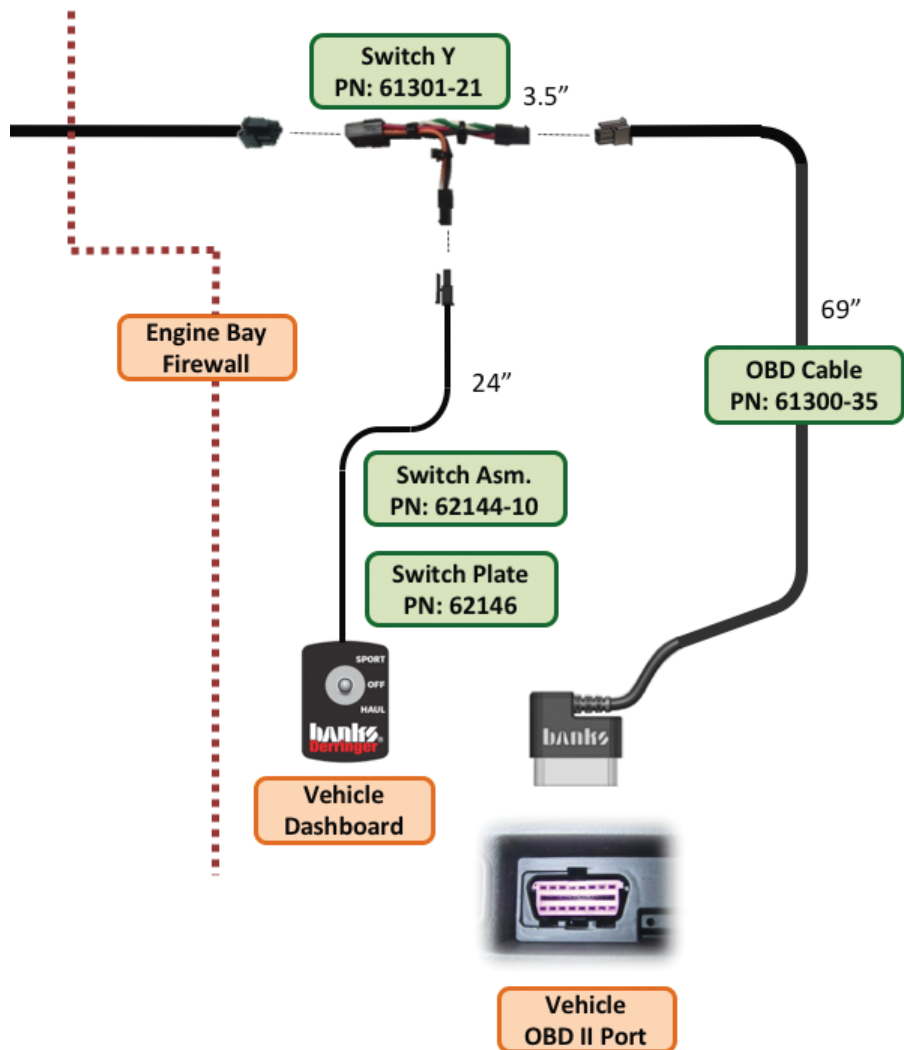 Switch Y
PN: 61301-21
3.5”
Engine Bay
Firewall
69”
OBD Cable
PN: 61300-35
24”
Switch Asm.
PN: 62144-10
Switch Plate
PN: 62146
SPORT
OFF
HAUL
banks®
Derringer
banks
Vehicle
Dashboard
Vehicle
OBD II Port